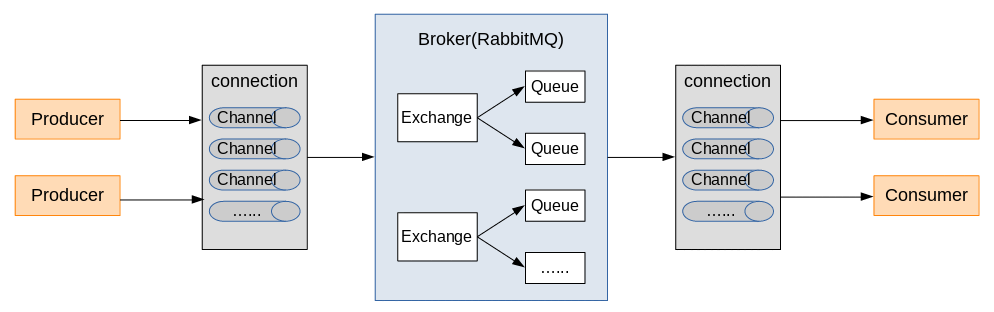 Producer
Producer
connection
Channel
Channel
Channel
…...
Broker(RabbitMQ)
Exchange
Queue
Queue
Exchange
Queue
…...
connection
Channel
Channel
Channel
…...
Consumer
Consumer